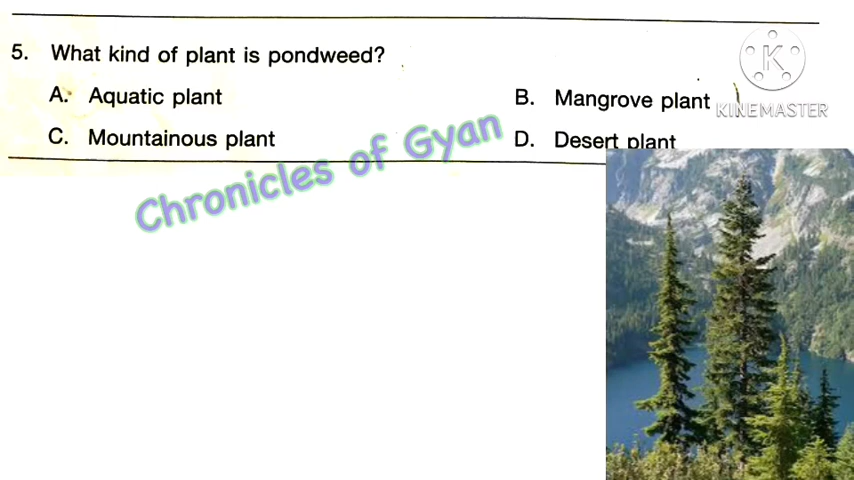 5. What kind of plant is pondweed?
A. Aquatic plant
B. Mangrove plant
C. Mountainous plant
D. Desert plant
K
KINEMASTER
Chronicles of Gyan